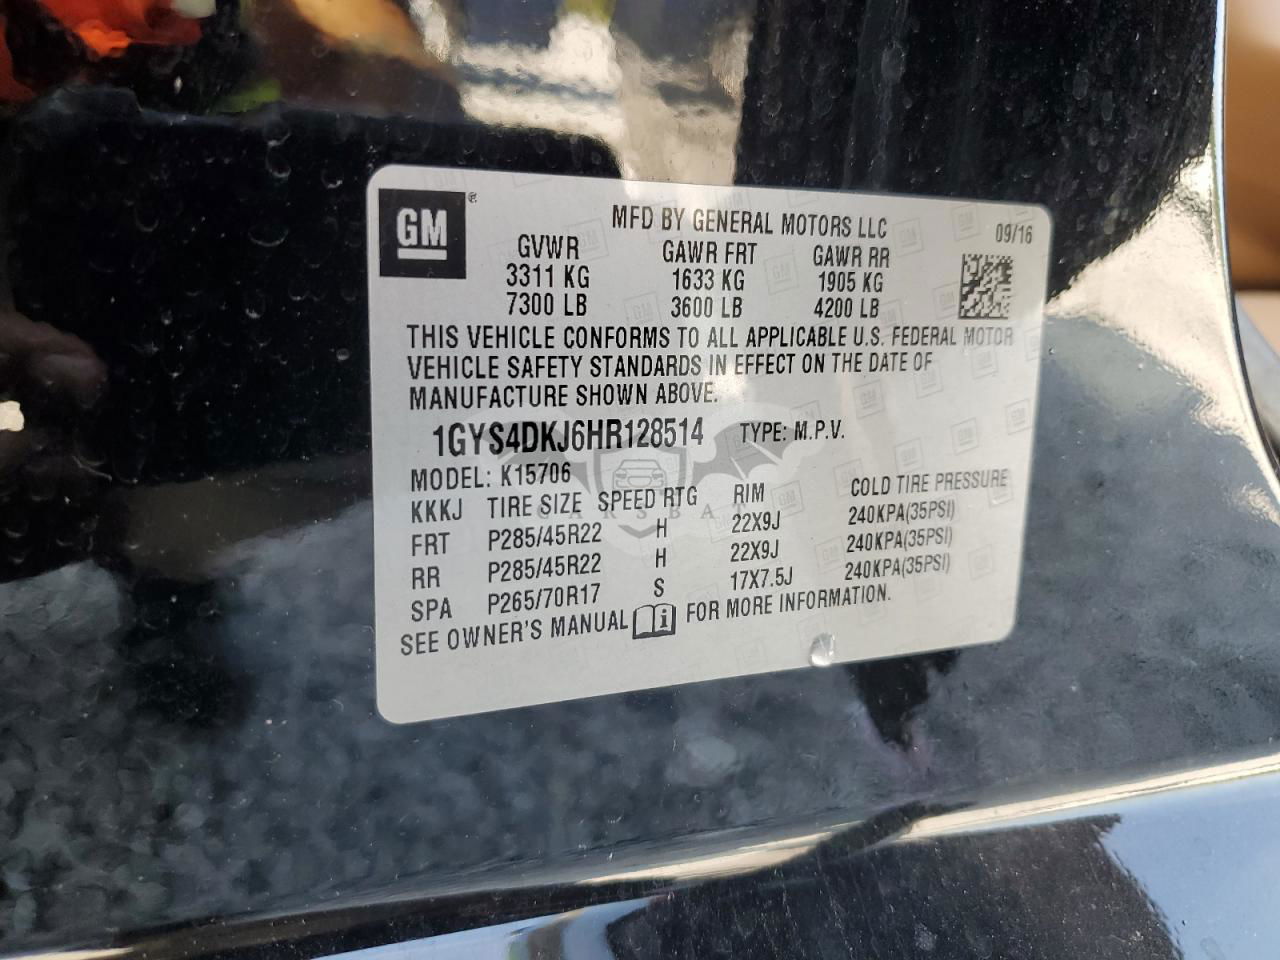 GM ®
MFD BY GENERAL MOTORS LLC 09/16
GVWR GAWR FRT GAWR RR
3311 KG 1633 KG 1905 KG
7300 LB 3600 LB 4200 LB
THIS VEHICLE CONFORMS TO ALL APPLICABLE U.S. FEDERAL MOTOR
VEHICLE SAFETY STANDARDS IN EFFECT ON THE DATE OF
MANUFACTURE SHOWN ABOVE.
1GYS4DKJ6HR128514 TYPE: M.P.V.
MODEL: K15706
KKKJ TIRE SIZE SPEED RTG RIM COLD TIRE PRESSURE
FRT P285/45R22 H 22X9J 240KPA(35PSI)
RR P285/45R22 H 22X9J 240KPA(35PSI)
SPA P265/70R17 S 17X7.5J 240KPA(35PSI)
SEE OWNER'S MANUAL FOR MORE INFORMATION.
CARSBAT